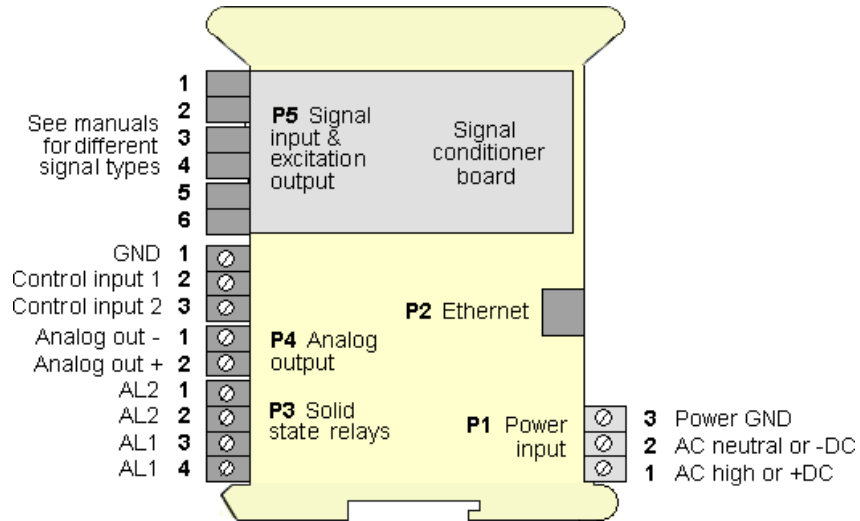 1
2
See manuals
for different
signal types
3
4
5
6
P5 Signal
input &
excitation
output
Signal
conditioner
board
GND 1
Control input 1 2
Control input 2 3
Analog out - 1
Analog out + 2
P4 Analog
output
P2 Ethernet
AL2 1
AL2 2
AL1 3
AL1 4
P3 Solid
state relays
P1 Power
input
3 Power GND
2 AC neutral or -DC
1 AC high or +DC